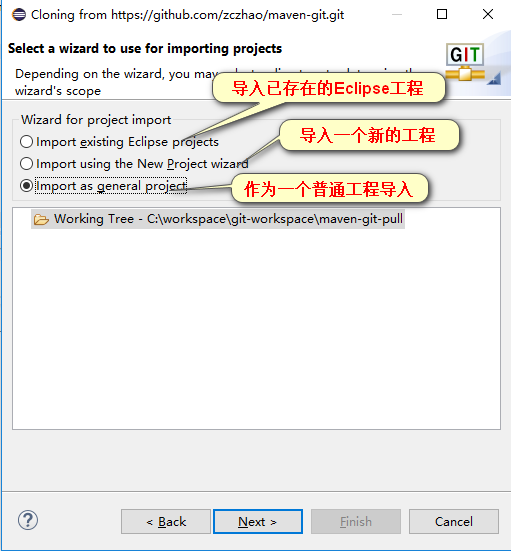 Cloning from https://github.com/zczhao/maven-git.git
Select a wizard to use for importing projects
GIT
Depending on the wizard, you may
wizard's scope
导入已存在的Eclipse工程
Wizard for project import
Import existing Eclipse projects
导入一个新的工程
Import using the New Project wizard
Import as general project
作为一个普通工程导入
Working Tree - C:\workspace\git-workspace\maven-git-pull
?
< Back
Next >
Finish
Cancel